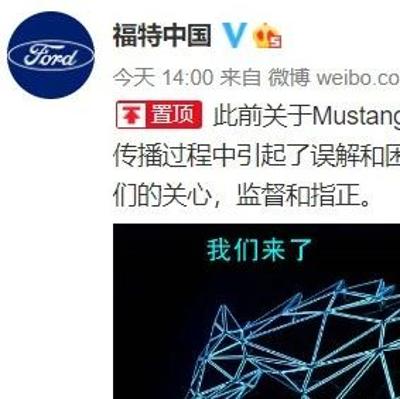 Ford
福特中国
今天 14:00 来自 微博 weibo.co
置顶 此前关于Mustang
传播过程中引起了误解和困
们的关心，监督和指正。
我们来了